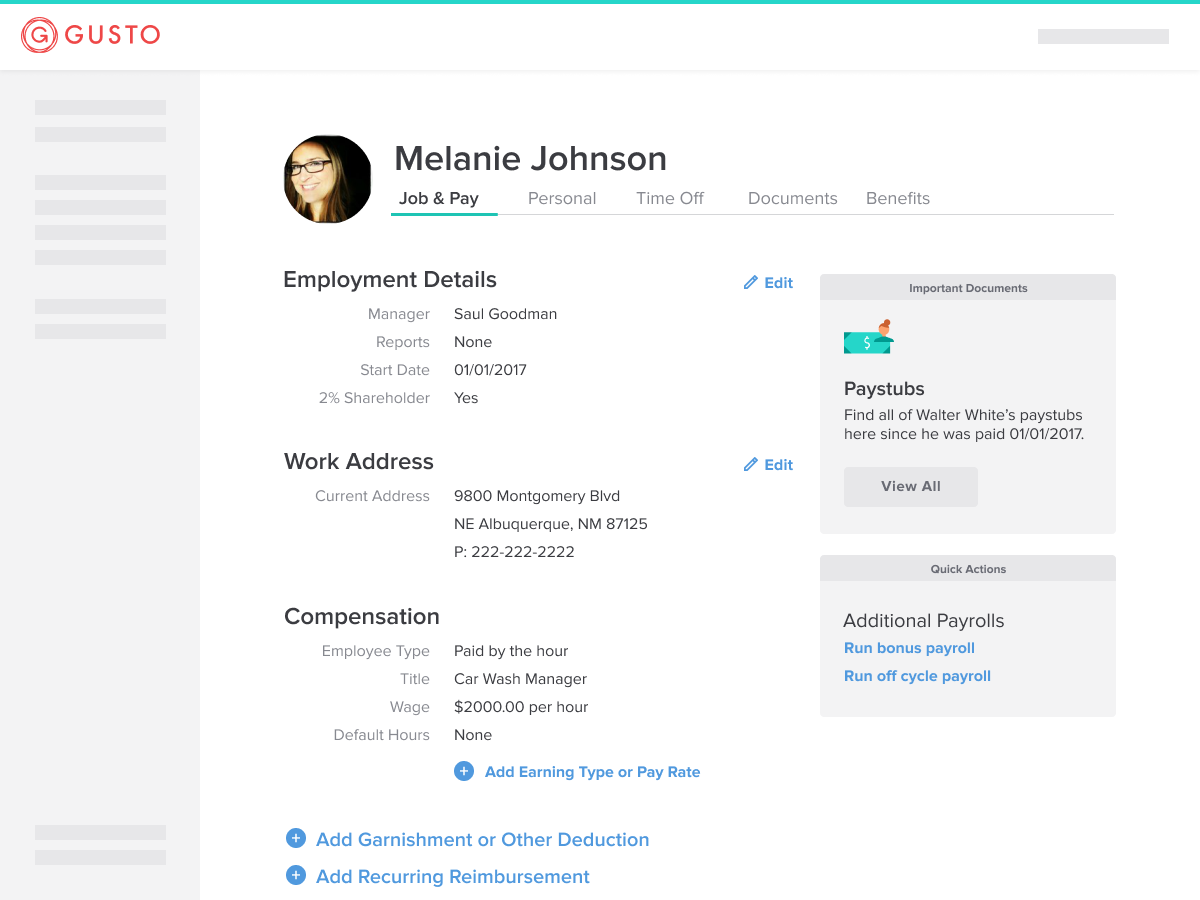 GUSTO
Melanie Johnson
Job & Pay Personal Time Off Documents Benefits
Employment Details
Edit
Manager Saul Goodman
Reports None
Start Date 01/01/2017
2% Shareholder Yes
Work Address
Edit
Current Address 9800 Montgomery Blvd
NE Albuquerque, NM 87125
P: 222-222-2222
Compensation
Employee Type Paid by the hour
Title Car Wash Manager
Wage $2000.00 per hour
Default Hours None
Add Earning Type or Pay Rate
Add Garnishment or Other Deduction
Add Recurring Reimbursement
Important Documents
$
Paystubs
Find all of Walter White’s paystubs
here since he was paid 01/01/2017.
View All
Quick Actions
Additional Payrolls
Run bonus payroll
Run off cycle payroll